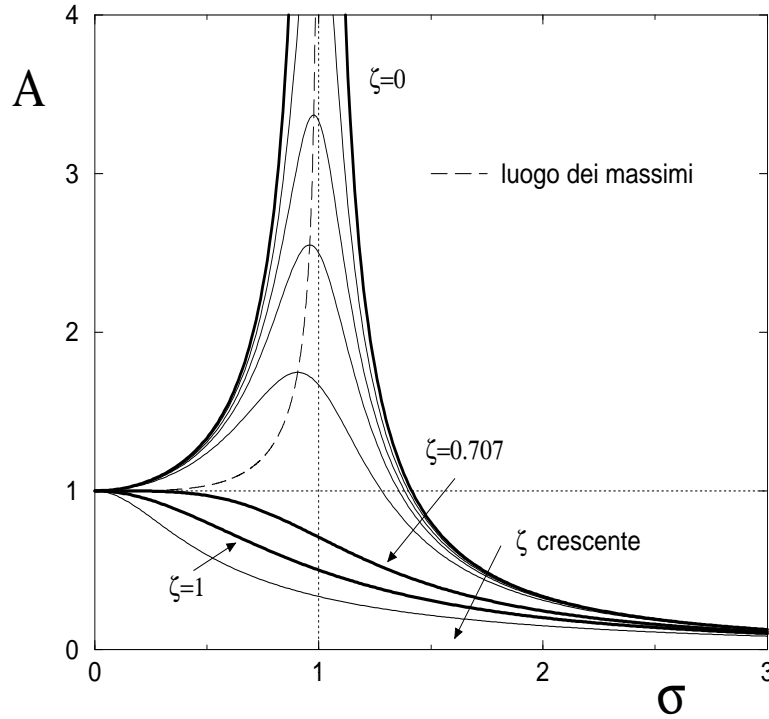 4
A
ζ=0
3
luogo dei massimi
2
ζ=0.707
1
ζ crescente
ζ=1
0
0
1
2
3
σ